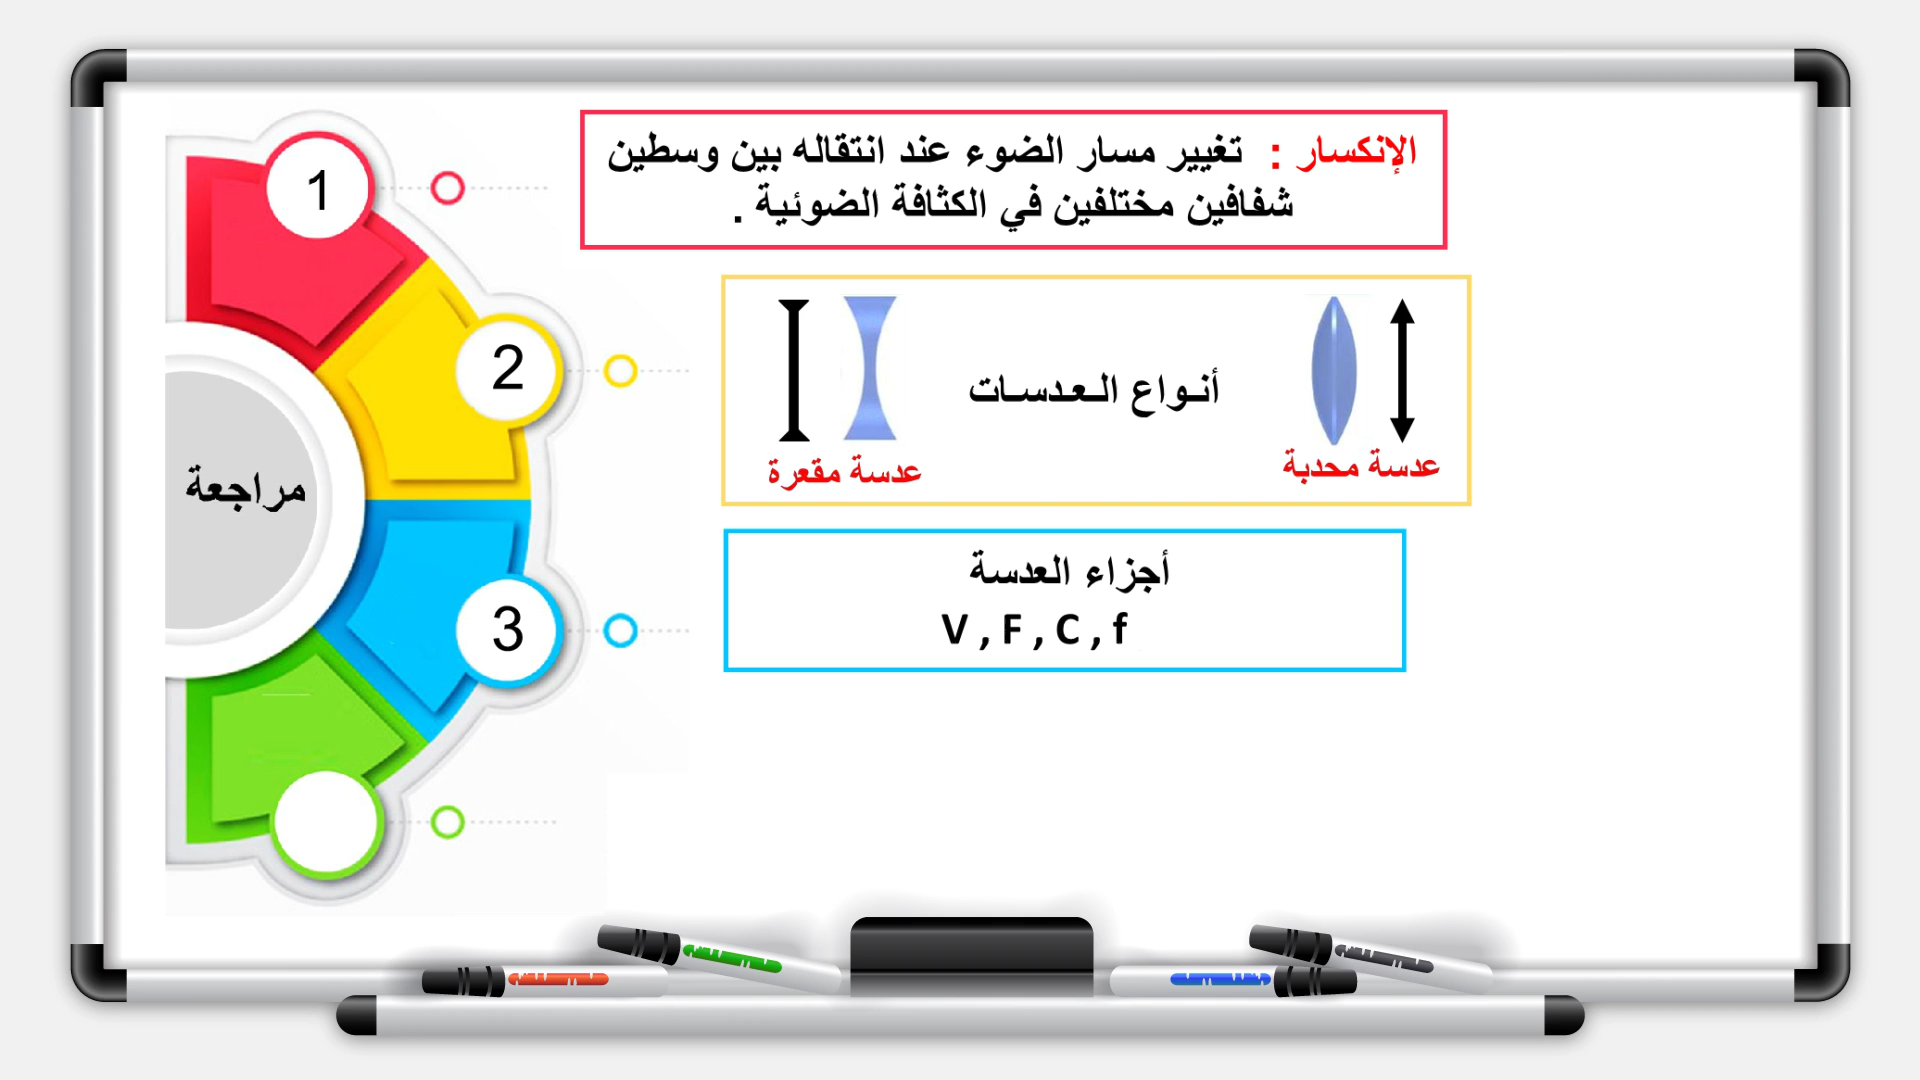 الإنكسار : تغيير مسار الضوء عند انتقاله بين وسطين
شفافين مختلفين في الكثافة الضوئية .
1
2
أنـواع الـعـدسـات
عدسة محدبة
عدسة مقعرة
مراجعة
أجزاء العدسة
V , F , C , f
3